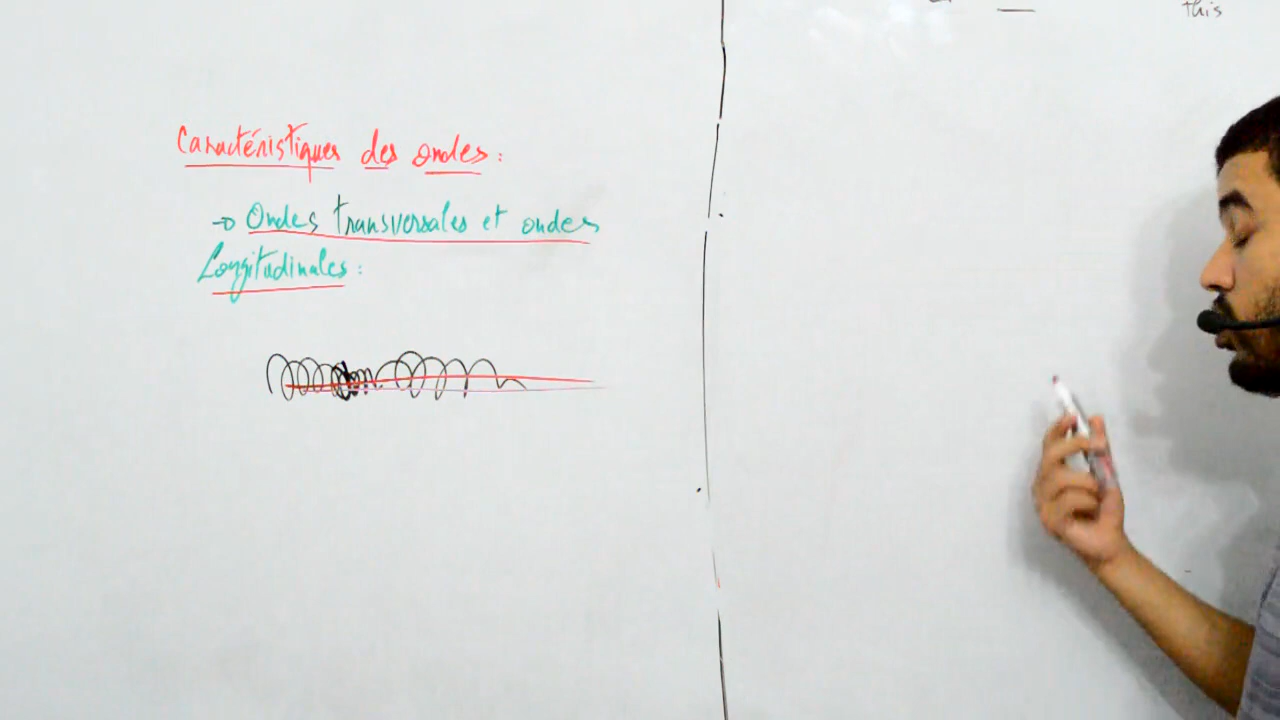 Caractéristiques des ondes :
→ Ondes transversales et ondes
Longitudinales :
this